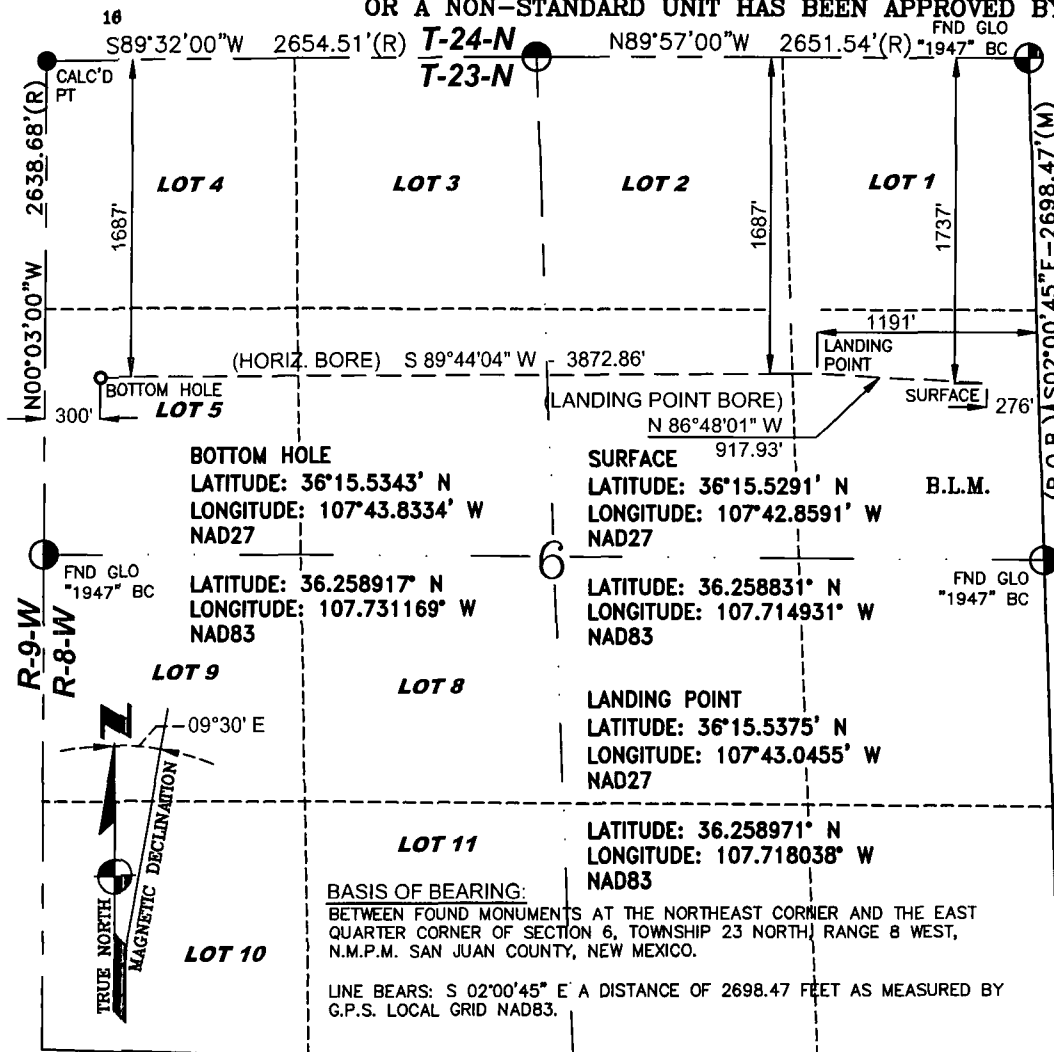 OR A NON-STANDARD UNIT HAS BEEN APPROVED BY
16
S89°32'00"W 2654.51'(R) T-24-N N89°57'00"W 2651.54'(R) FND GLO
"1947" BC
T-23-N
CALC'D
PT
N00°03'00"W 2638.68'(R)
LOT 4
LOT 3
LOT 2
LOT 1
1687'
1687'
1737'
S02°00'45"E-2698.47'(M)
(B.O.B.)
1191'
LANDING
POINT
(HORIZ. BORE) S 89°44'04" W - 3872.86'
BOTTOM HOLE
SURFACE
300'
LOT 5
276'
(LANDING POINT BORE)
N 86°48'01" W
917.93'
BOTTOM HOLE
LATITUDE: 36°15.5343' N
LONGITUDE: 107°43.8334' W
NAD27
LATITUDE: 36.258917° N
LONGITUDE: 107.731169° W
NAD83
SURFACE
LATITUDE: 36°15.5291' N
LONGITUDE: 107°42.8591' W
NAD27
LATITUDE: 36.258831° N
LONGITUDE: 107.714931° W
NAD83
B.L.M.
6
FND GLO
"1947" BC
FND GLO
"1947" BC
R-9-W
R-8-W
LOT 9
LOT 8
LANDING POINT
LATITUDE: 36°15.5375' N
LONGITUDE: 107°43.0455' W
NAD27
LATITUDE: 36.258971° N
LONGITUDE: 107.718038° W
NAD83
N
09°30' E
TRUE NORTH
MAGNETIC DECLINATION
LOT 11
LOT 10
BASIS OF BEARING:
BETWEEN FOUND MONUMENTS AT THE NORTHEAST CORNER AND THE EAST
QUARTER CORNER OF SECTION 6, TOWNSHIP 23 NORTH, RANGE 8 WEST,
N.M.P.M. SAN JUAN COUNTY, NEW MEXICO.
LINE BEARS: S 02°00'45" E A DISTANCE OF 2698.47 FEET AS MEASURED BY
G.P.S. LOCAL GRID NAD83.